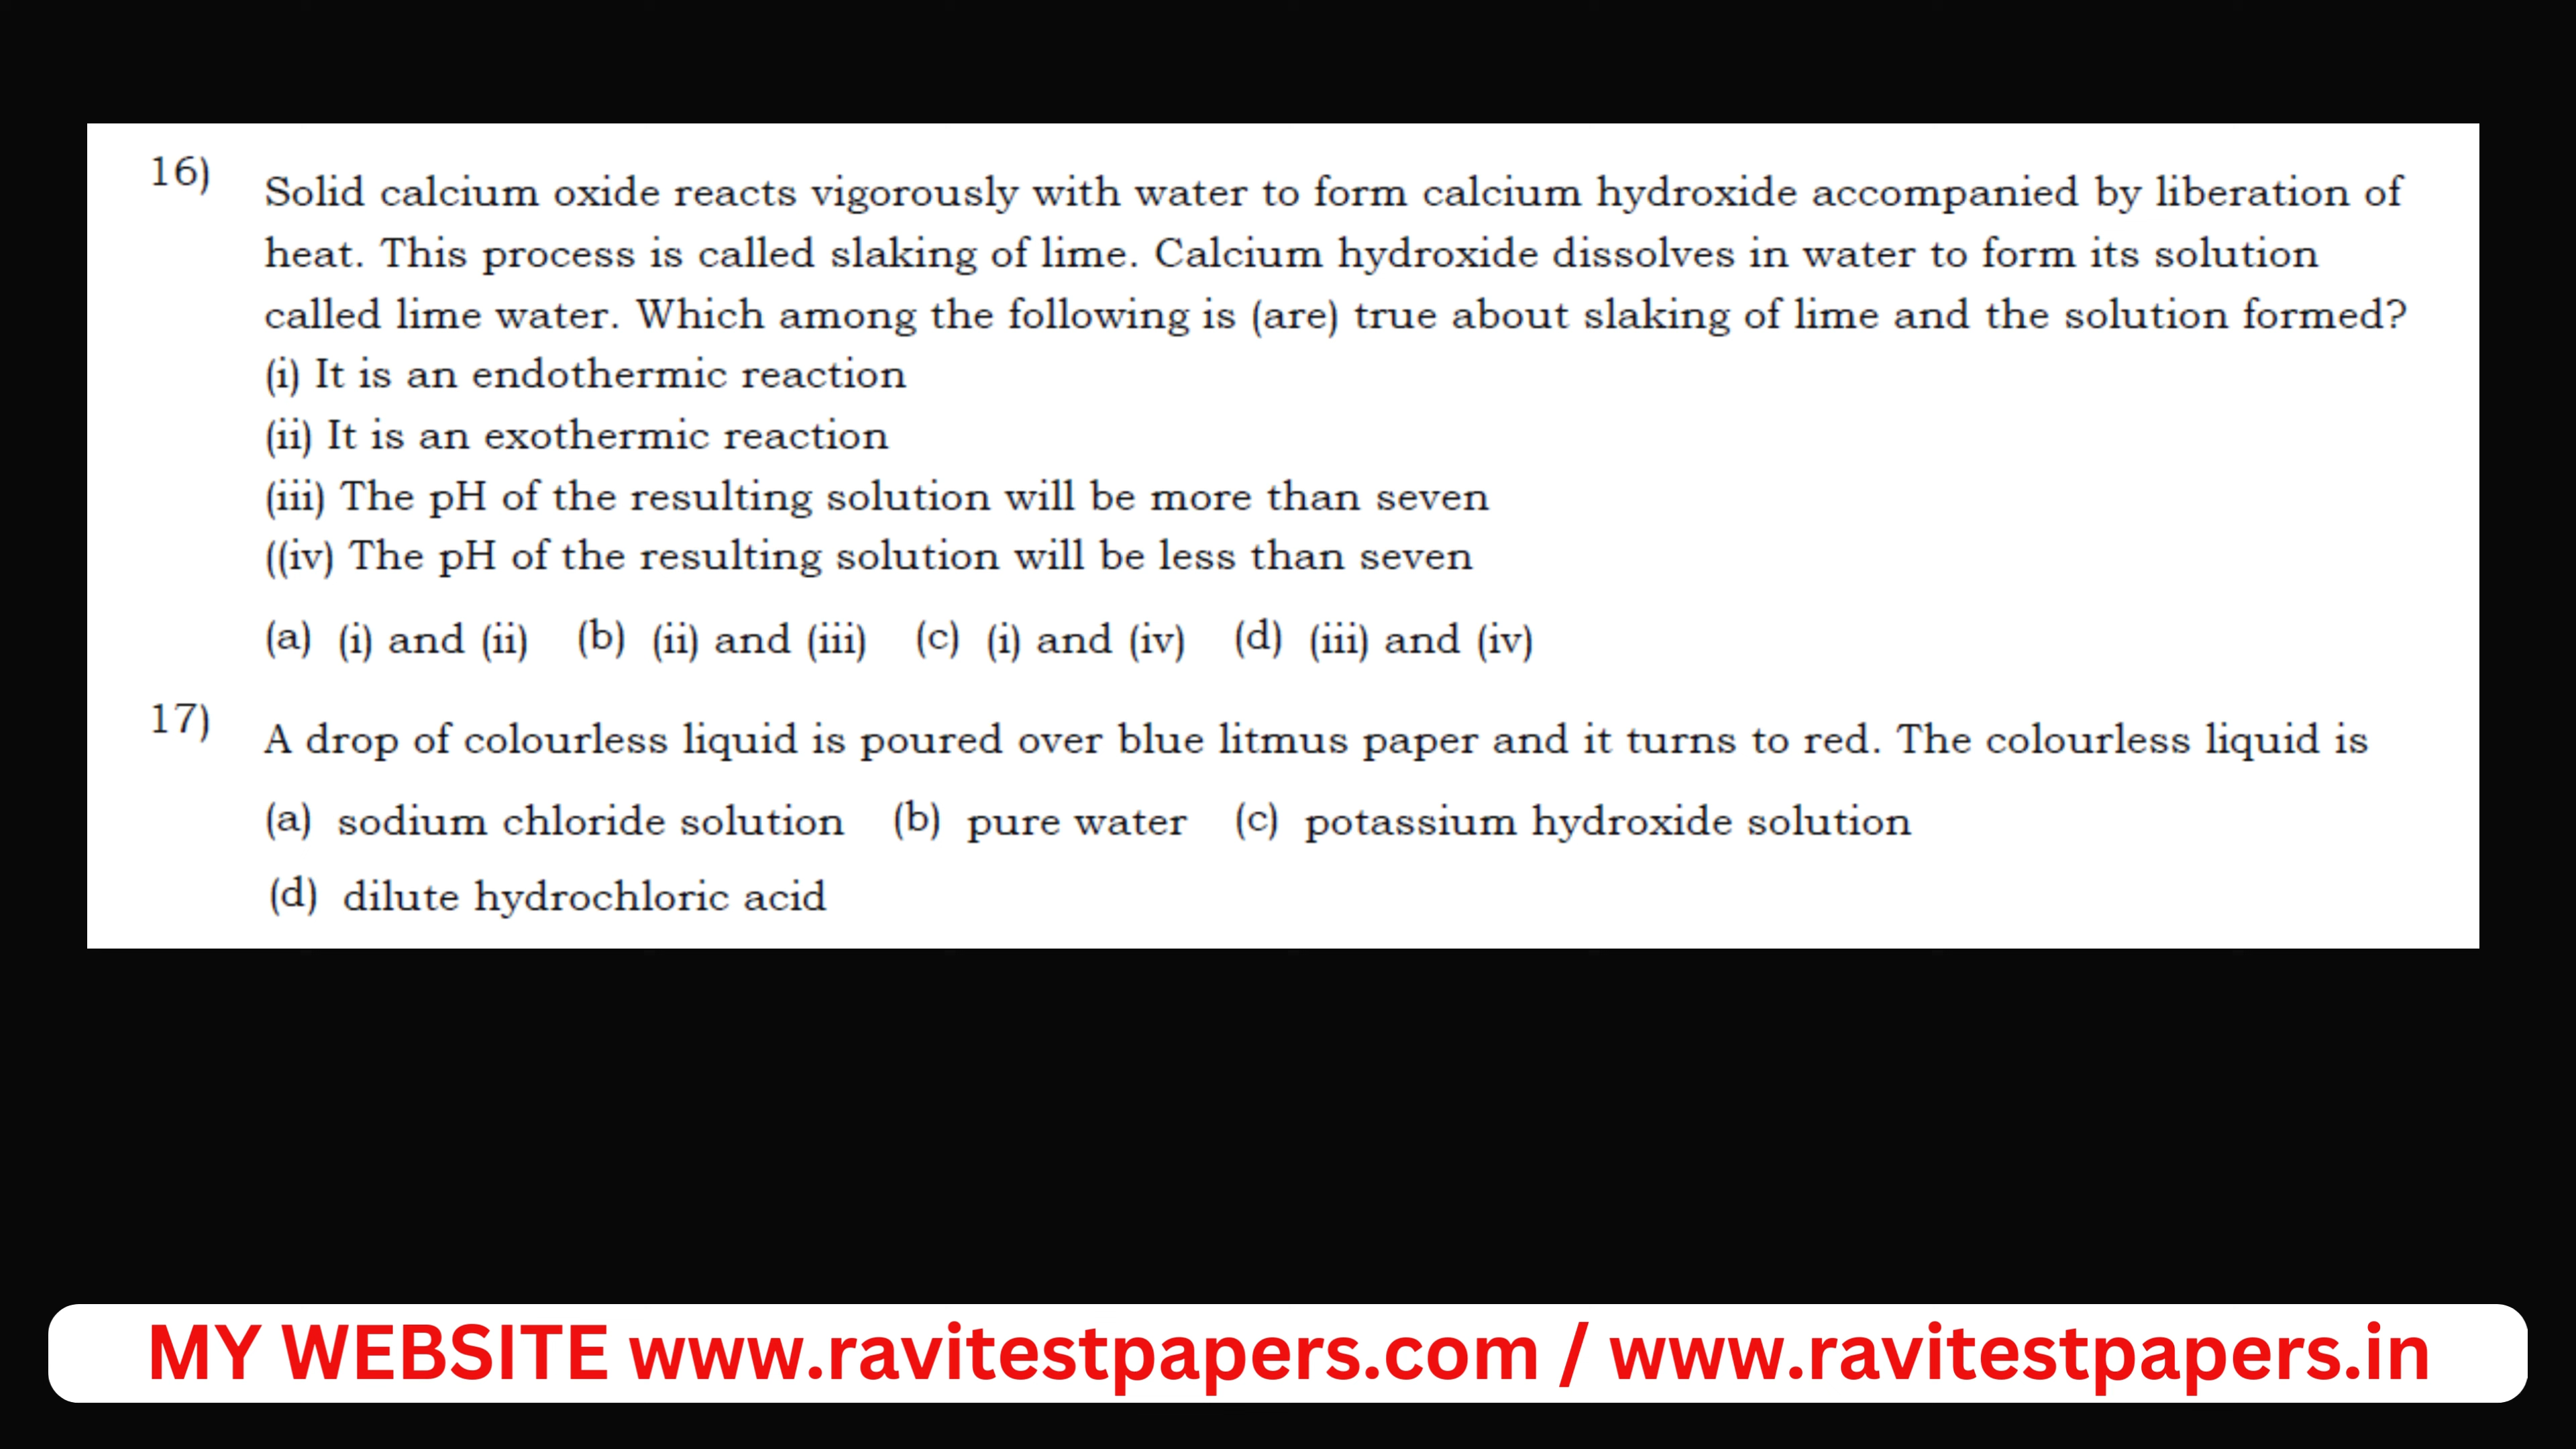 16)
Solid calcium oxide reacts vigorously with water to form calcium hydroxide accompanied by liberation of
heat. This process is called slaking of lime. Calcium hydroxide dissolves in water to form its solution
called lime water. Which among the following is (are) true about slaking of lime and the solution formed?
(i) It is an endothermic reaction
(ii) It is an exothermic reaction
(iii) The pH of the resulting solution will be more than seven
((iv) The pH of the resulting solution will be less than seven
(a) (i) and (ii) (b) (ii) and (iii) (c) (i) and (iv) (d) (iii) and (iv)
17)
A drop of colourless liquid is poured over blue litmus paper and it turns to red. The colourless liquid is
(a) sodium chloride solution (b) pure water (c) potassium hydroxide solution
(d) dilute hydrochloric acid
MY WEBSITE www.ravitestpapers.com / www.ravitestpapers.in